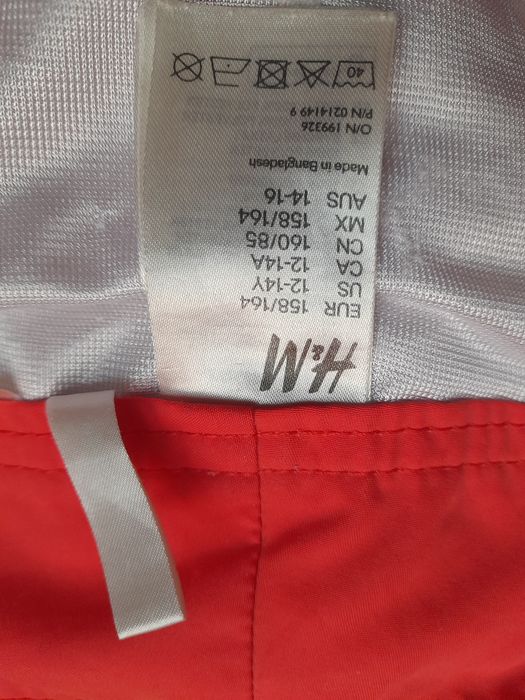 H&M
EUR 158/164
US 12-14Y
CA 12-14A
CN 160/85
MX 158/164
AUS 14-16
Made in Bangladesh
O/N 199326
P/N 0214149 9
40